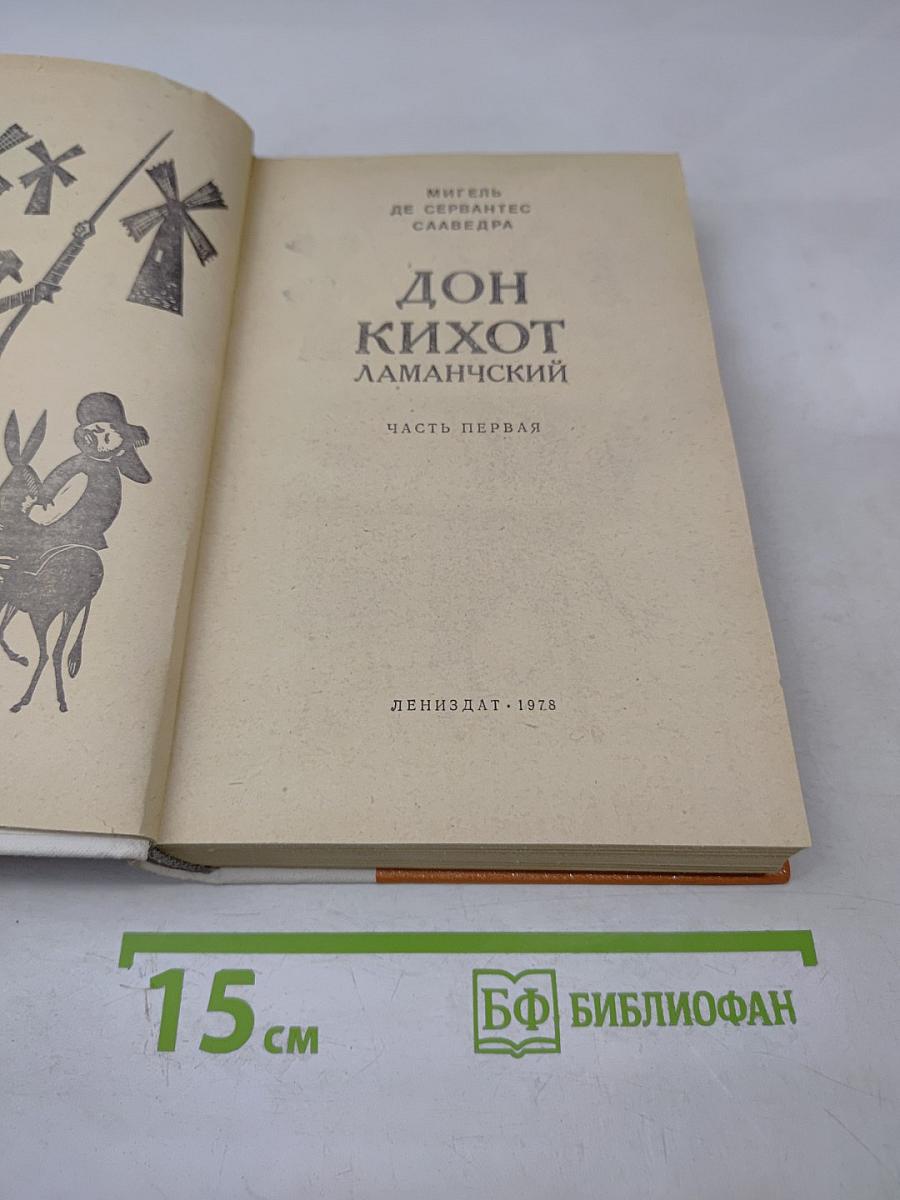 МИГЕЛЬ
ДЕ СЕРВАНТЕС
СААВЕДРА
ДОН
КИХОТ
ЛАМАНЧСКИЙ
ЧАСТЬ ПЕРВАЯ
ЛЕНИЗДАТ · 1978
15 см
БФ БИБЛИОФАН